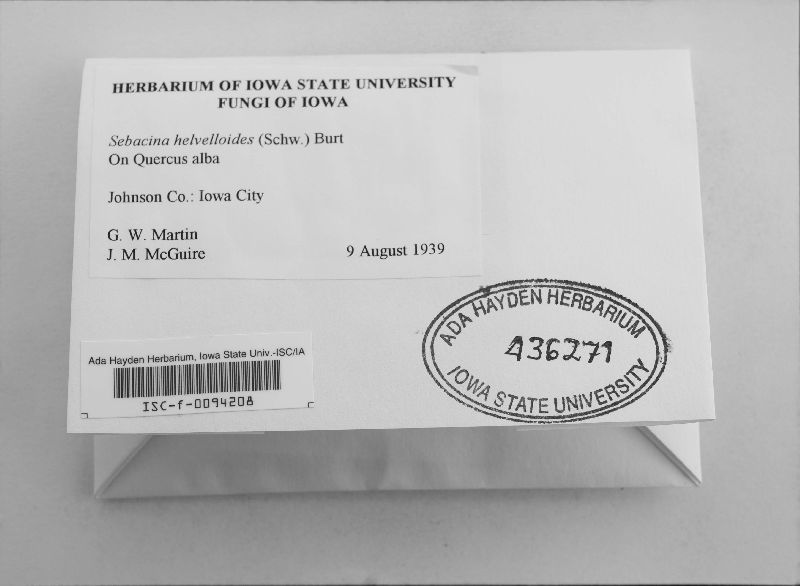 HERBARIUM OF IOWA STATE UNIVERSITY
FUNGI OF IOWA
Sebacina helvelloides (Schw.) Burt
On Quercus alba
Johnson Co.: Iowa City
G. W. Martin
J. M. McGuire
9 August 1939
ADA HAYDEN HERBARIUM
436271
IOWA STATE UNIVERSITY
Ada Hayden Herbarium, Iowa State Univ.-ISC/IA
ISC-f-0094208